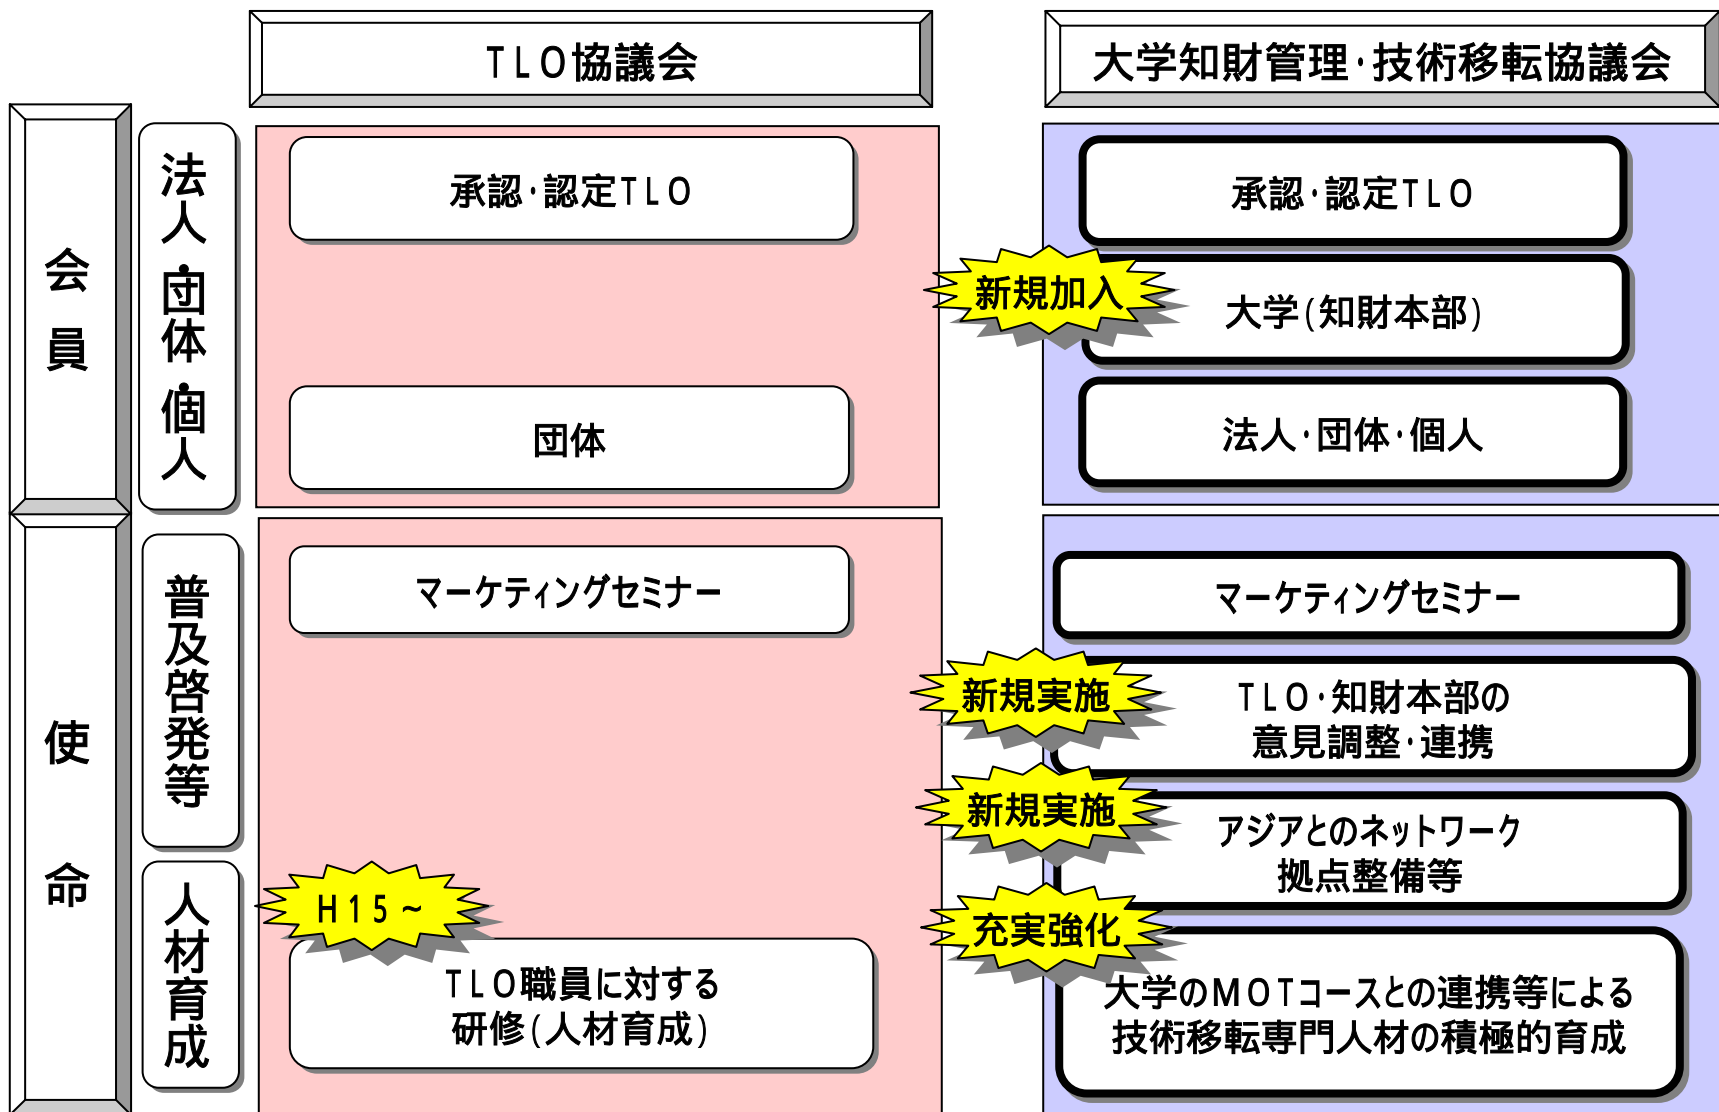 TLO協議会
大学知財管理・技術移転協議会
会員
法人・団体・個人
承認・認定TLO
団体
承認・認定TLO
新規加入
大学(知財本部)
法人・団体・個人
使命
普及啓発等
マーケティングセミナー
マーケティングセミナー
新規実施
TLO・知財本部の
意見調整・連携
新規実施
アジアとのネットワーク
拠点整備等
人材育成
H15~
TLO職員に対する
研修(人材育成)
充実強化
大学のMOTコースとの連携等による
技術移転専門人材の積極的育成